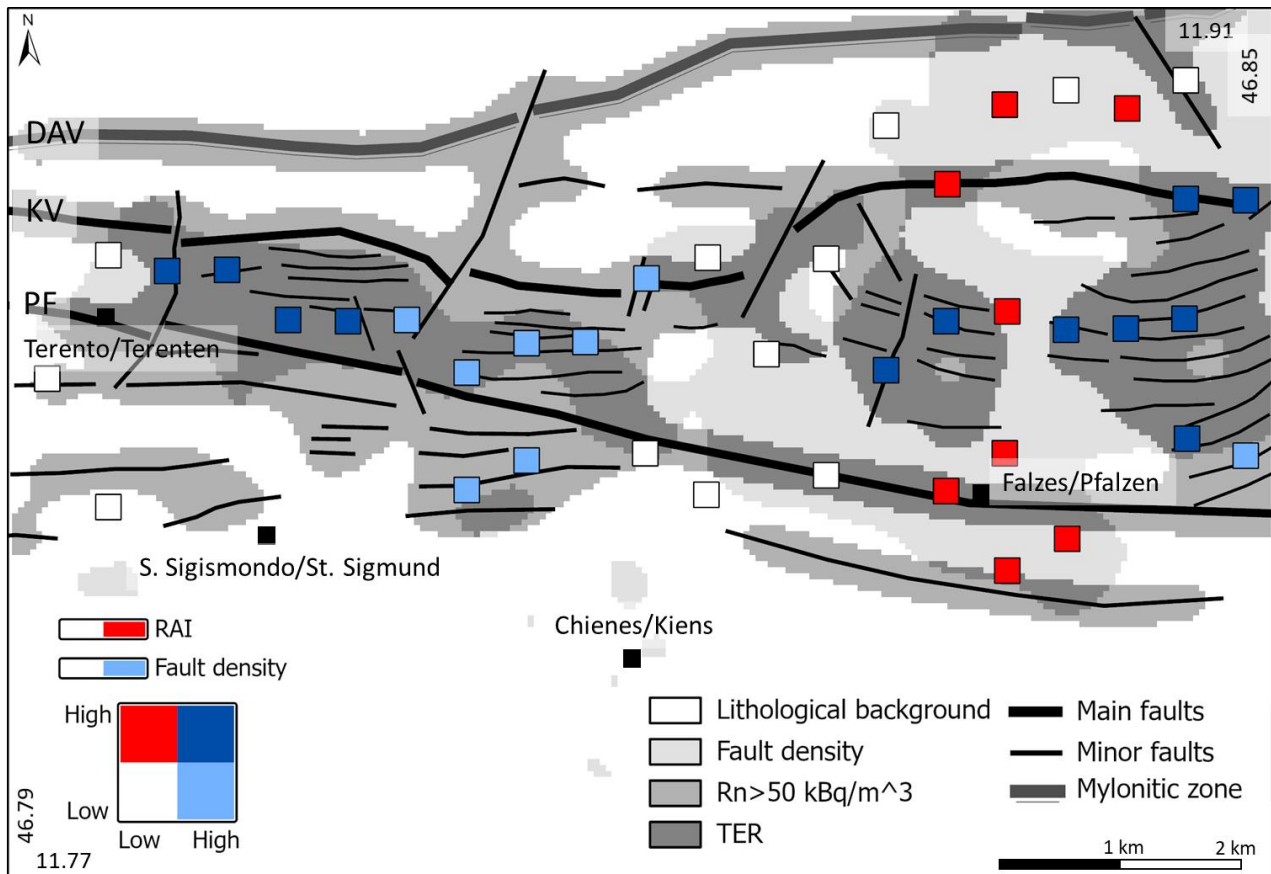 N
11.91
46.85
DAV
KV
PF
Terento/Terenten
Falzes/Pfalzen
S. Sigismondo/St. Sigmund
Chienes/Kiens
RAI
Fault density
High
Low
Low High
46.79
11.77
Lithological background
Fault density
Rn>50 kBq/m^3
TER
Main faults
Minor faults
Mylonitic zone
1 km 2 km